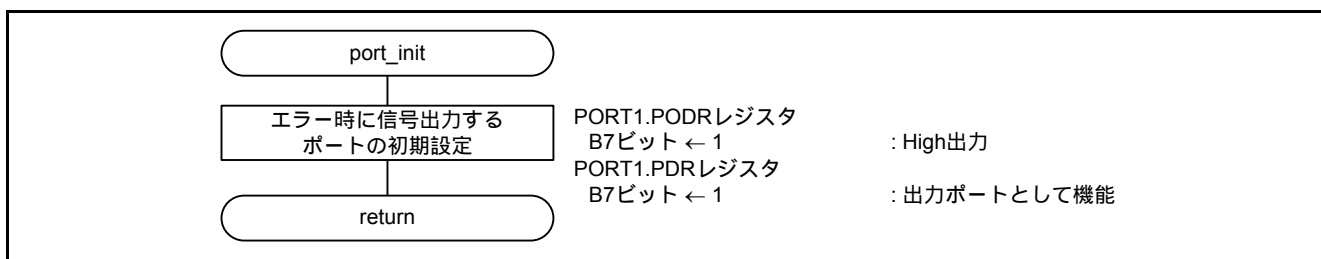 port_init
エラー時に信号出力する
ポートの初期設定
PORT1.PODRレジスタ
B7ビット ← 1 : High出力
PORT1.PDRレジスタ
B7ビット ← 1 : 出力ポートとして機能
return